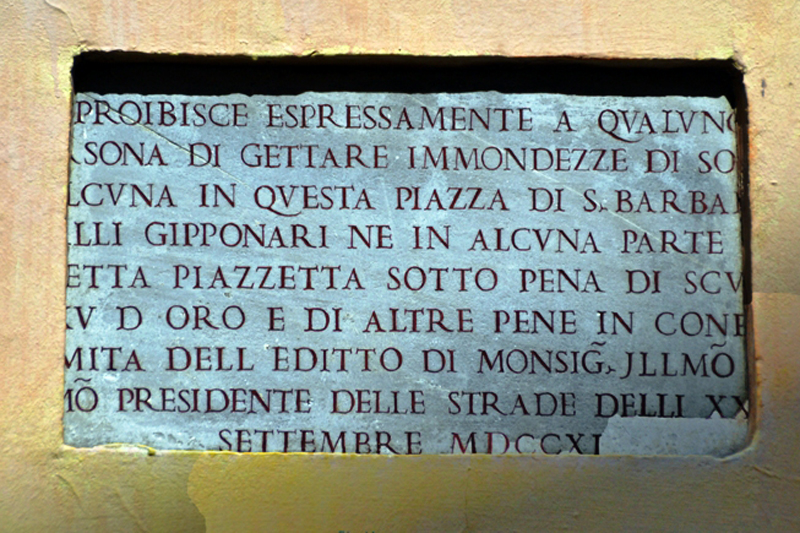 PROIBISCE ESPRESSAMENTE A QVALVNQ
RSONA DI GETTARE IMMONDEZZE DI SO
LCVNA IN QVESTA PIAZZA DI S. BARBA
LLI GIPPONARI NE IN ALCVNA PARTE
ETTA PIAZZETTA SOTTO PENA DI SCV
XV D ORO E DI ALTRE PENE IN CONF
MITA DELL EDITTO DI MONSIG̃. JLLMÕ
MÕ PRESIDENTE DELLE STRADE DELLI XX
SETTEMBRE MDCCXI